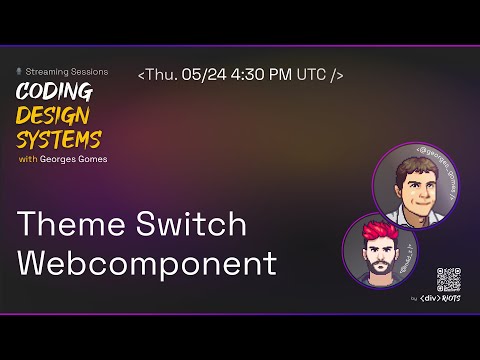 Streaming Sessions
CODING
DESIGN
SYSTEMS
with Georges Gomes
<Thu. 05/24 4:30 PM UTC />
Theme Switch
Webcomponent
<@georges_gomes />
by <div> RIOTS